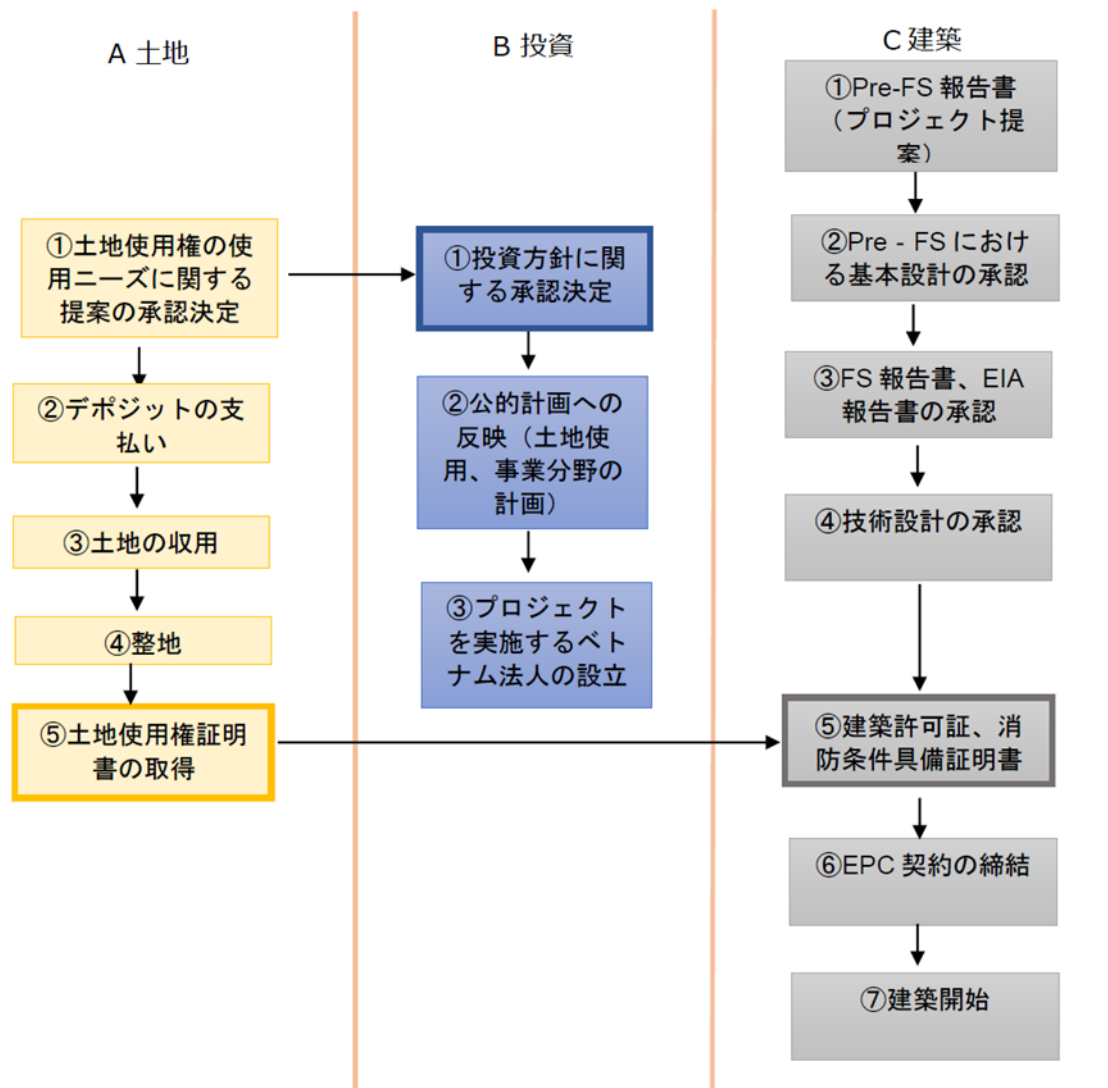 A 土地
①土地使用権の使
用ニーズに関する
提案の承認決定
②デポジットの支
払い
③土地の収用
④整地
⑤土地使用権証明
書の取得
B 投資
①投資方針に関
する承認決定
②公的計画への
反映（土地使
用、事業分野の
計画）
③プロジェクト
を実施するベト
ナム法人の設立
C 建築
①Pre-FS 報告書
（プロジェクト提
案）
②Pre - FS におけ
る基本設計の承認
③FS 報告書、EIA
報告書の承認
④技術設計の承認
⑤建築許可証、消
防条件具備証明書
⑥EPC 契約の締結
⑦建築開始